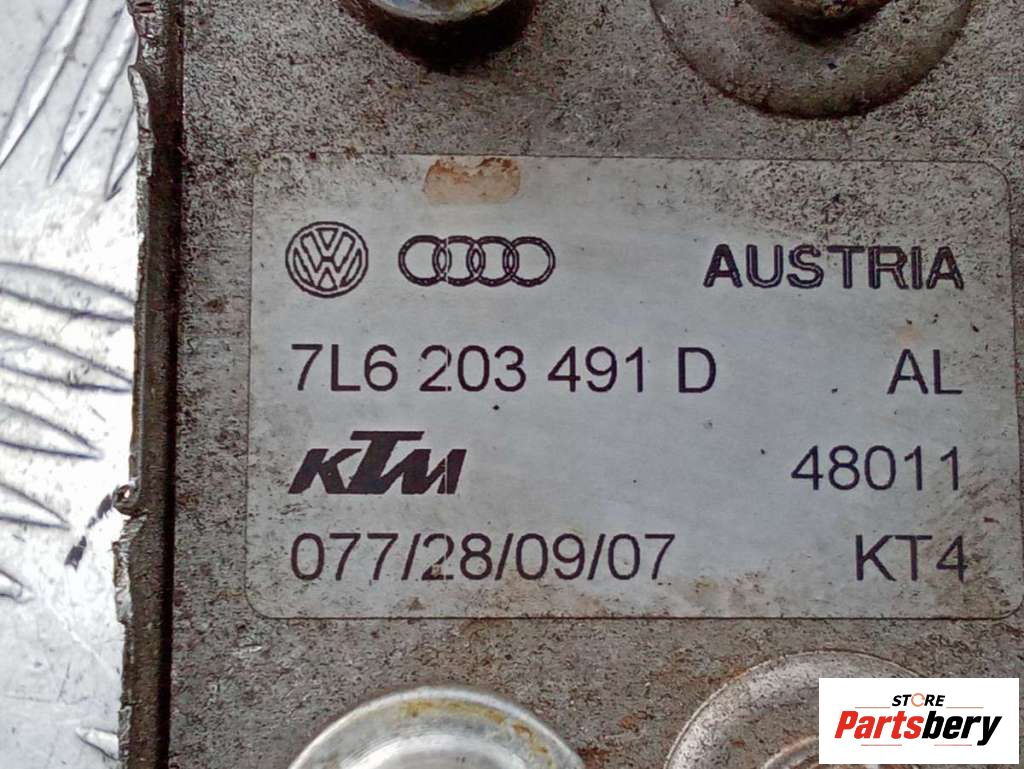 AUSTRIA
7L6 203 491 D AL
KTM 48011
077/28/09/07 KT4
STORE
Partsbery